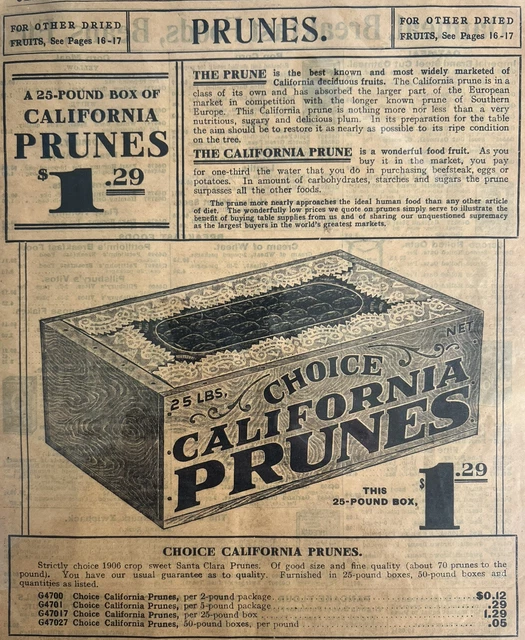 FOR OTHER DRIED
FRUITS, See Pages 16-17
PRUNES.
FOR OTHER DRIED
FRUITS, See Pages 16-17
A 25-POUND BOX OF
CALIFORNIA
PRUNES
$1.29
THE PRUNE is the best known and most widely marketed of
California deciduous fruits. The California prune is in a
class of its own and has absorbed the larger part of the European
market in competition with the longer known prune of Southern
Europe. This California prune is nothing more nor less than a very
nutritious, sugary and delicious plum. In its preparation for the table
the aim should be to restore it as nearly as possible to its ripe condition
on the tree.
THE CALIFORNIA PRUNE is a wonderful food fruit. As you
buy it in the market, you pay
for one-third the water that you do in purchasing beefsteak, eggs or
potatoes. In amount of carbohydrates, starches and sugars the prune
surpasses all the other foods.
The prune more nearly approaches the ideal human food than any other article
of diet. The wonderfully low prices we quote on prunes simply serve to illustrate the
benefit of buying table supplies from us and of sharing our unquestioned supremacy
as the largest buyers in the world's greatest markets.
25 LBS. NET
CHOICE
CALIFORNIA
PRUNES
THIS
25-POUND BOX, $1.29
CHOICE CALIFORNIA PRUNES.
Strictly choice 1906 crop sweet Santa Clara Prunes. Of good size and fine quality (about 70 prunes to the
pound). You have our usual guarantee as to quality. Furnished in 25-pound boxes, 50-pound boxes and
quantities as listed.
G4700 Choice California Prunes, per 2-pound package $0.12
G4701 Choice California Prunes, per 5-pound package .29
G47017 Choice California Prunes, per 25-pound box 1.29
G47027 Choice California Prunes, 50-pound boxes, per pound .05